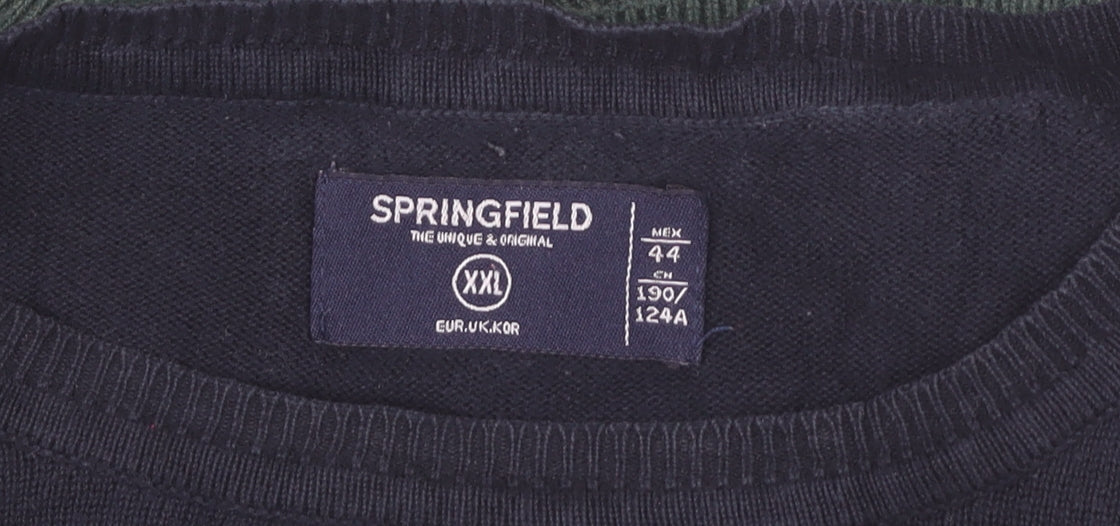 SPRINGFIELD
THE UNIQUE & ORIGINAL
XXL
EUR.UK.KOR
MEX
44
CH
190/
124A